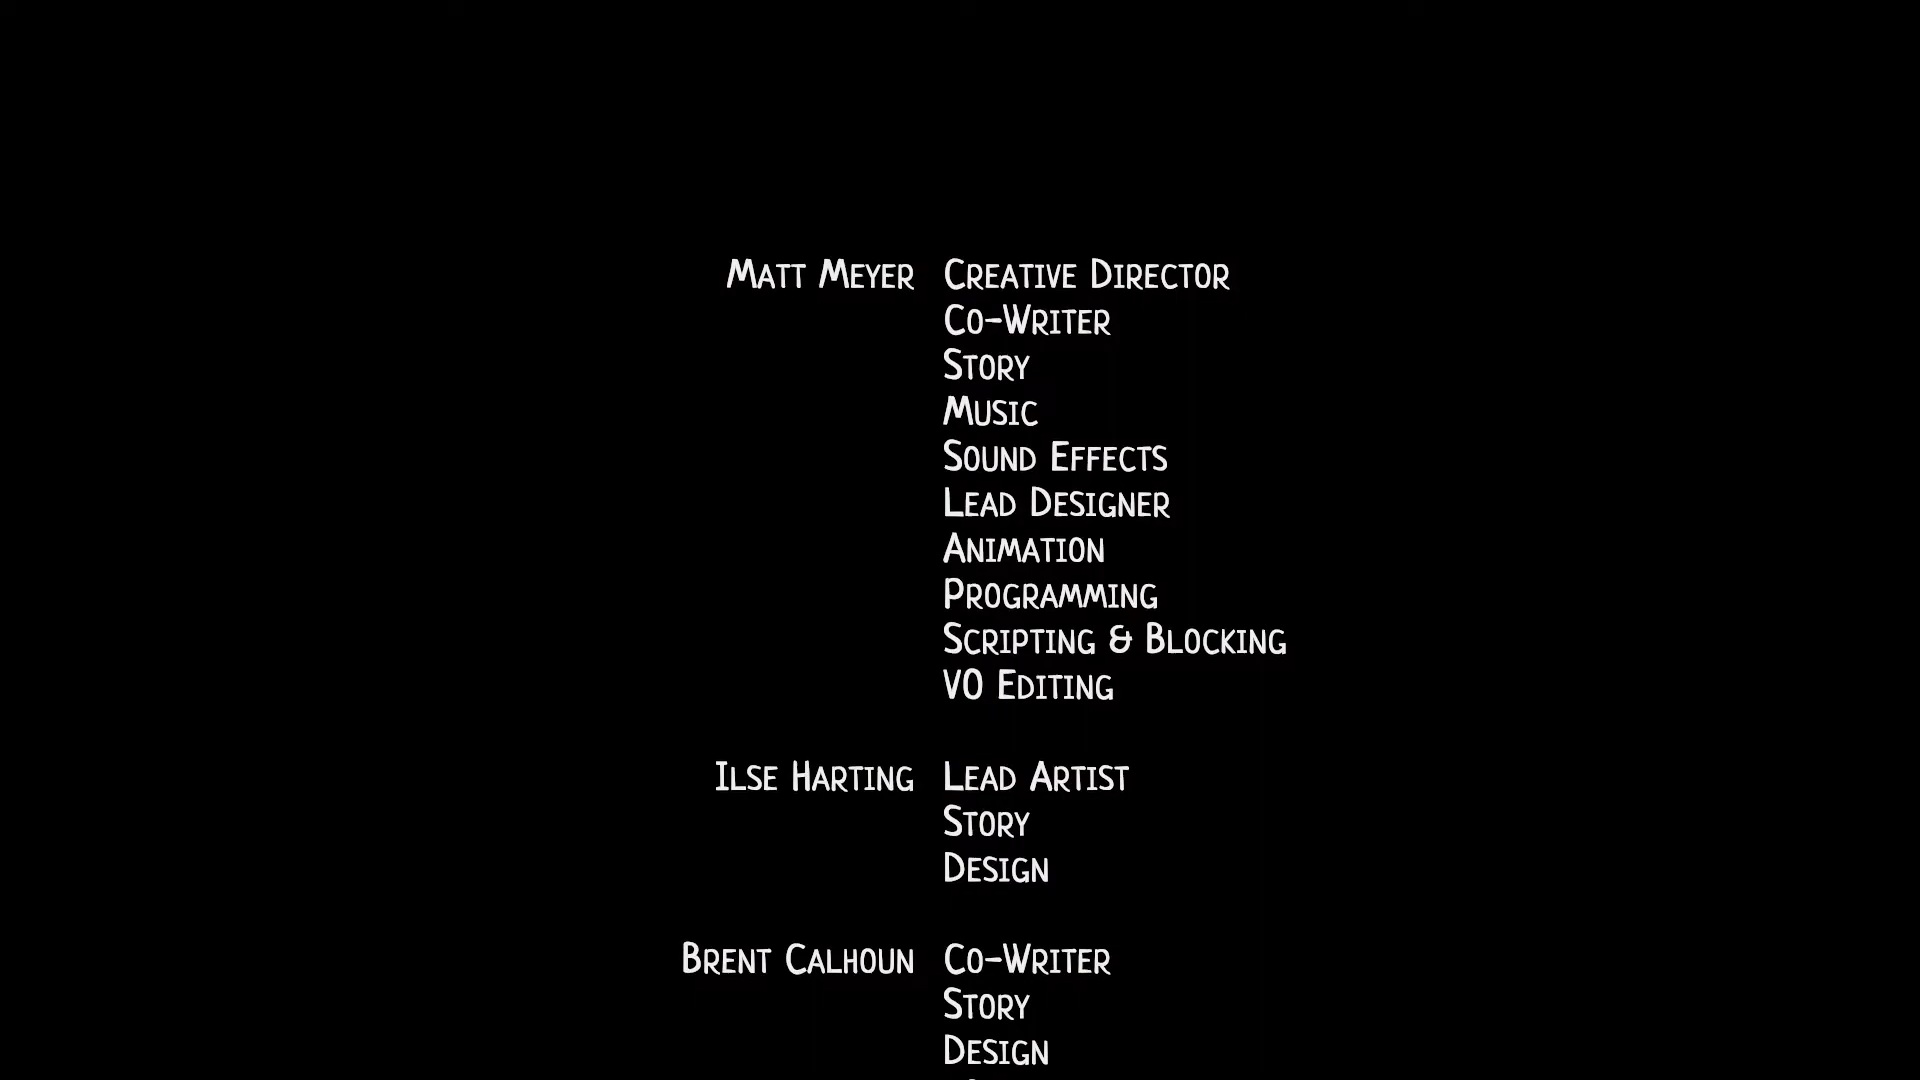 Matt Meyer Creative Director
Co-Writer
Story
Music
Sound Effects
Lead Designer
Animation
Programming
Scripting & Blocking
VO Editing
Ilse Harting Lead Artist
Story
Design
Brent Calhoun Co-Writer
Story
Design